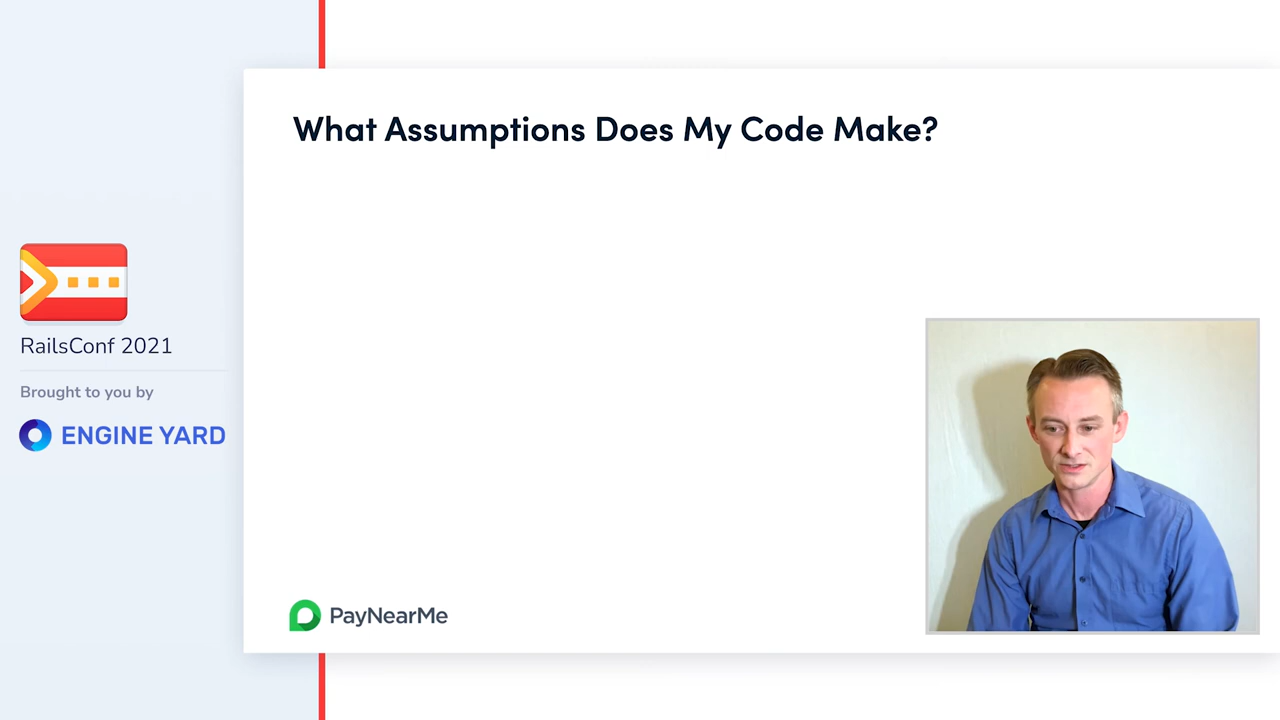 What Assumptions Does My Code Make?
RailsConf 2021
Brought to you by
ENGINE YARD
PayNearMe